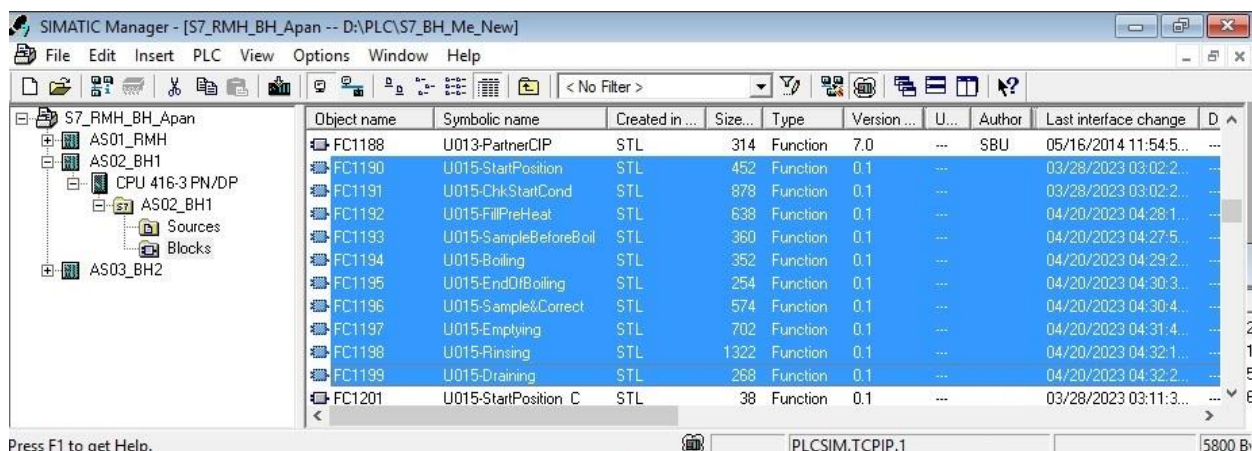 SIMATIC Manager - [S7_RMH_BH_Apan -- D:\PLC\S7_BH_Me_New]
File Edit Insert PLC View Options Window Help
< No Filter >
S7_RMH_BH_Apan
AS01_RMH
AS02_BH1
CPU 416-3 PN/DP
AS02_BH1
Sources
Blocks
AS03_BH2
Object name Symbolic name Created in ... Size... Type Version ... U... Author Last interface change D
FC1188 U013-PartnerCIP STL 314 Function 7.0 --- SBU 05/16/2014 11:54:5... ---
FC1190 U015-StartPosition STL 452 Function 0.1 --- 03/28/2023 03:02:2... ---
FC1191 U015-ChkStartCond STL 878 Function 0.1 --- 03/28/2023 03:02:2... ---
FC1192 U015-FillPreHeat STL 638 Function 0.1 --- 04/20/2023 04:28:1... ---
FC1193 U015-SampleBeforeBoil STL 360 Function 0.1 --- 04/20/2023 04:27:5... ---
FC1194 U015-Boiling STL 352 Function 0.1 --- 04/20/2023 04:29:2... ---
FC1195 U015-EndOfBoiling STL 254 Function 0.1 --- 04/20/2023 04:30:3... ---
FC1196 U015-Sample&Correct STL 574 Function 0.1 --- 04/20/2023 04:30:4... ---
FC1197 U015-Emptying STL 702 Function 0.1 --- 04/20/2023 04:31:4... ---
FC1198 U015-Rinsing STL 1322 Function 0.1 --- 04/20/2023 04:32:1... ---
FC1199 U015-Draining STL 268 Function 0.1 --- 04/20/2023 04:32:2... ---
FC1201 U015-StartPosition_C STL 38 Function 0.1 --- 03/28/2023 03:11:3... ---
Press F1 to get Help. PLCSIM.TCPIP.1 5800 By